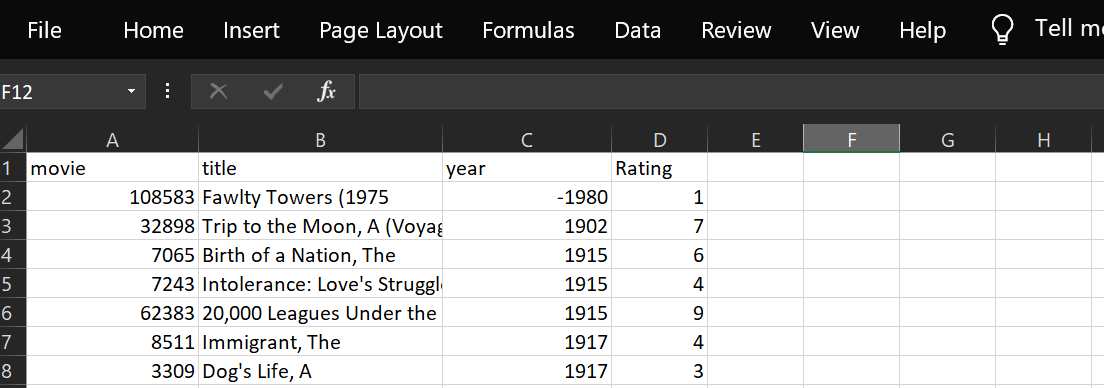 File Home Insert Page Layout Formulas Data Review View Help Tell me
F12 fx
A B C D E F G H
1 movie title year Rating
2 108583 Fawlty Towers (1975 -1980 1
3 32898 Trip to the Moon, A (Voyag 1902 7
4 7065 Birth of a Nation, The 1915 6
5 7243 Intolerance: Love's Struggl 1915 4
6 62383 20,000 Leagues Under the 1915 9
7 8511 Immigrant, The 1917 4
8 3309 Dog's Life, A 1917 3